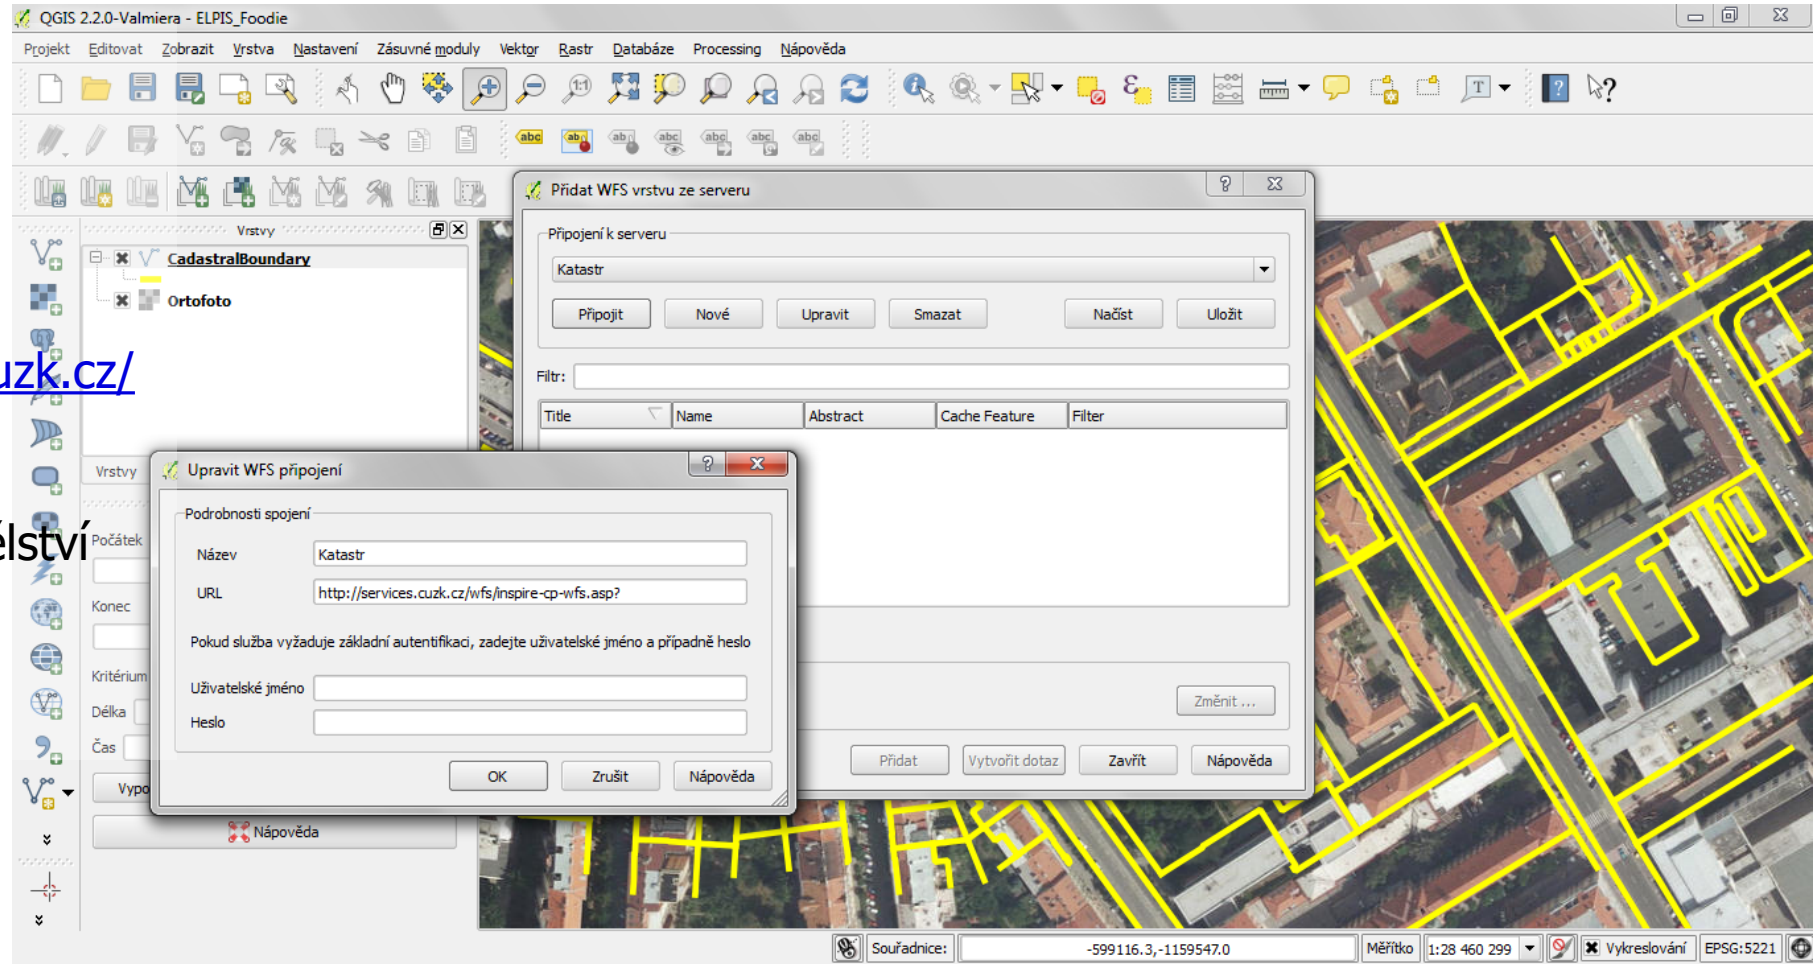 QGIS 2.2.0-Valmiera - ELPIS_Foodie
Projekt Editovat Zobrazit Vrstva Nastavení Zásuvné moduly Vektor Rastr Databáze Processing Nápověda
abc
Vrstvy
CadastralBoundary
Ortofoto
uzk.cz/
Vrstvy
ělství
Počátek
Konec
Kritérium
Délka
Čas
Vypo
Nápověda
Přidat WFS vrstvu ze serveru
Připojení k serveru
Katastr
Připojit Nové Upravit Smazat Načíst Uložit
Filtr:
Title Name Abstract Cache Feature Filter
Změnit ...
Přidat Vytvořit dotaz Zavřít Nápověda
Upravit WFS připojení
Podrobnosti spojení
Název Katastr
URL http://services.cuzk.cz/wfs/inspire-cp-wfs.asp?
Pokud služba vyžaduje základní autentifikaci, zadejte uživatelské jméno a případně heslo
Uživatelské jméno
Heslo
OK Zrušit Nápověda
Souřadnice: -599116.3,-1159547.0 Měřítko 1:28 460 299 Vykreslování EPSG:5221